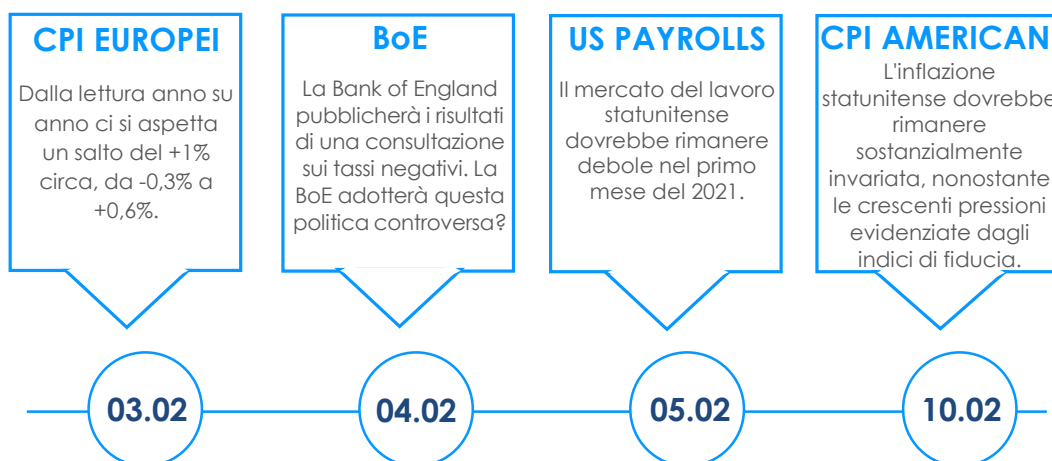 CPI EUROPEI
Dalla lettura anno su
anno ci si aspetta
un salto del +1%
circa, da -0,3% a
+0,6%.
BoE
La Bank of England
pubblicherà i risultati
di una consultazione
sui tassi negativi. La
BoE adotterà questa
politica controversa?
US PAYROLLS
Il mercato del lavoro
statunitense
dovrebbe rimanere
debole nel primo
mese del 2021.
CPI AMERICAN
L'inflazione
statunitense dovrebbe
rimanere
sostanzialmente
invariata, nonostante
le crescenti pressioni
evidenziate dagli
indici di fiducia.
03.02
04.02
05.02
10.02